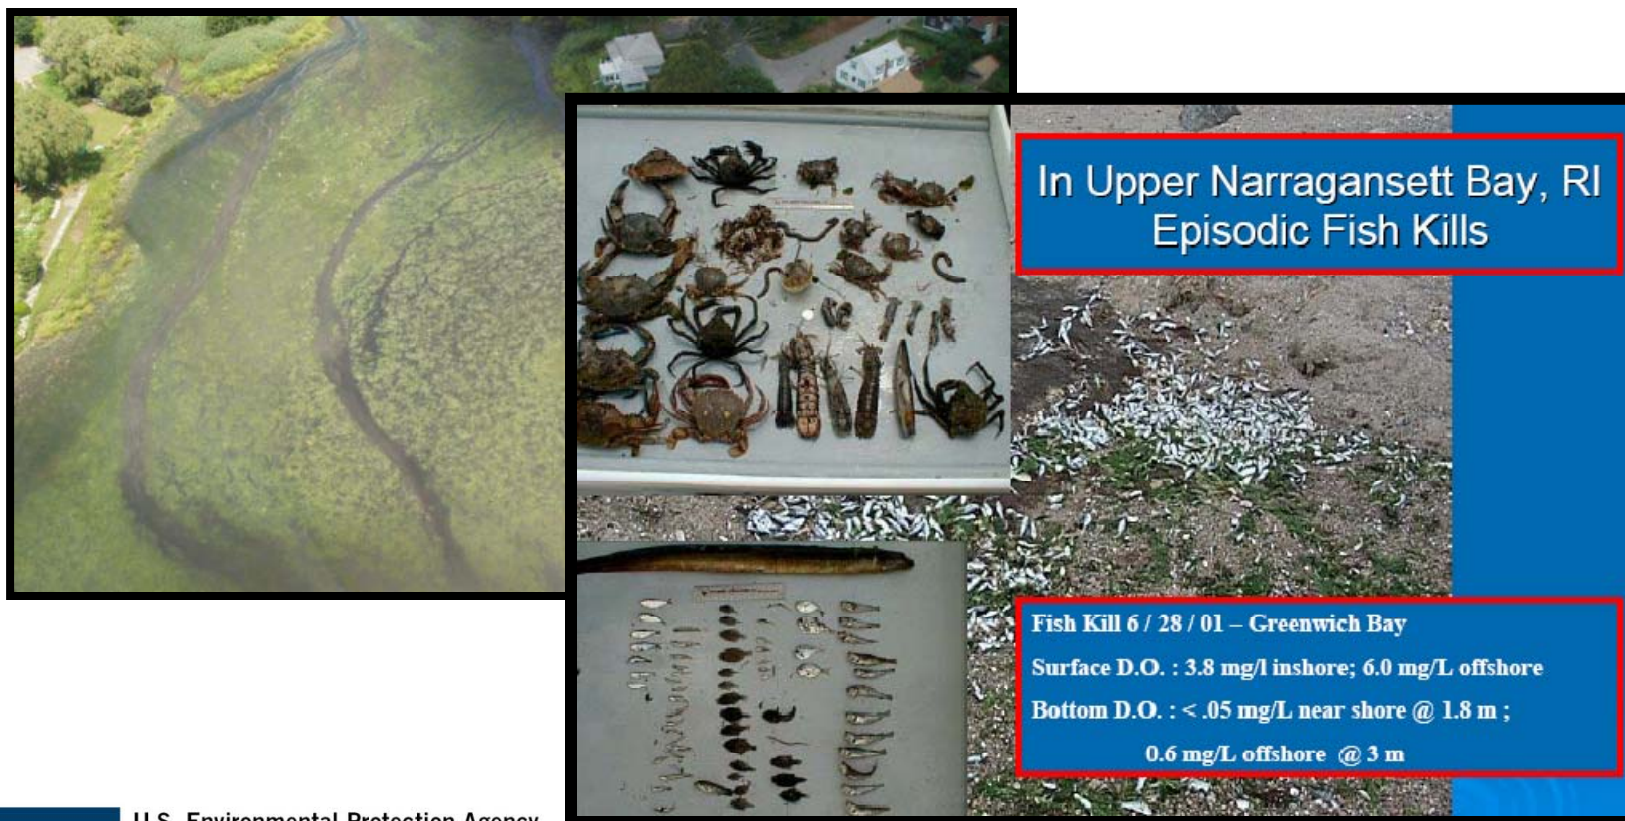 In Upper Narragansett Bay, RI
Episodic Fish Kills
Fish Kill 6 / 28 / 01 – Greenwich Bay
Surface D.O. : 3.8 mg/l inshore; 6.0 mg/L offshore
Bottom D.O. : < .05 mg/L near shore @ 1.8 m ;
0.6 mg/L offshore @ 3 m
U.S. Environmental Protection Agency